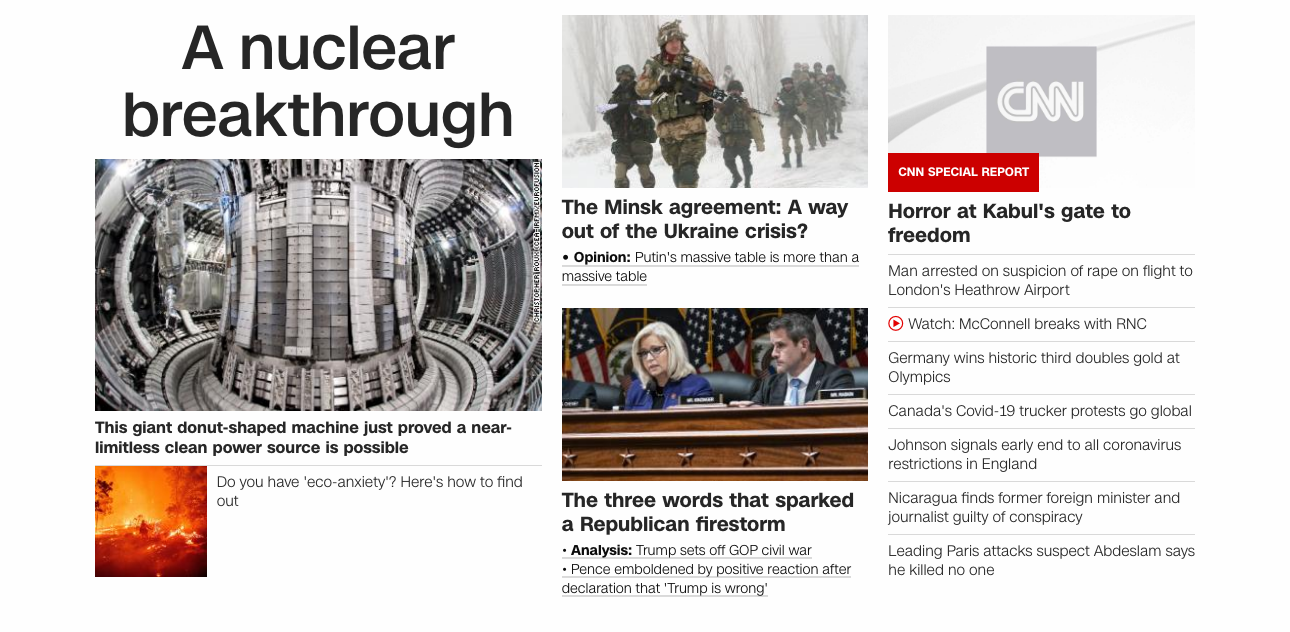 A nuclear
breakthrough
CHRISTOPHER ROUX (CEA-IRFM)/EUROFUSION
This giant donut-shaped machine just proved a near-
limitless clean power source is possible
Do you have 'eco-anxiety'? Here's how to find
out
The Minsk agreement: A way
out of the Ukraine crisis?
• Opinion: Putin's massive table is more than a
massive table
MR. KINZINGER
MR. RASKIN
The three words that sparked
a Republican firestorm
• Analysis: Trump sets off GOP civil war
• Pence emboldened by positive reaction after
declaration that 'Trump is wrong'
CNN
CNN SPECIAL REPORT
Horror at Kabul's gate to
freedom
Man arrested on suspicion of rape on flight to
London's Heathrow Airport
Watch: McConnell breaks with RNC
Germany wins historic third doubles gold at
Olympics
Canada's Covid-19 trucker protests go global
Johnson signals early end to all coronavirus
restrictions in England
Nicaragua finds former foreign minister and
journalist guilty of conspiracy
Leading Paris attacks suspect Abdeslam says
he killed no one